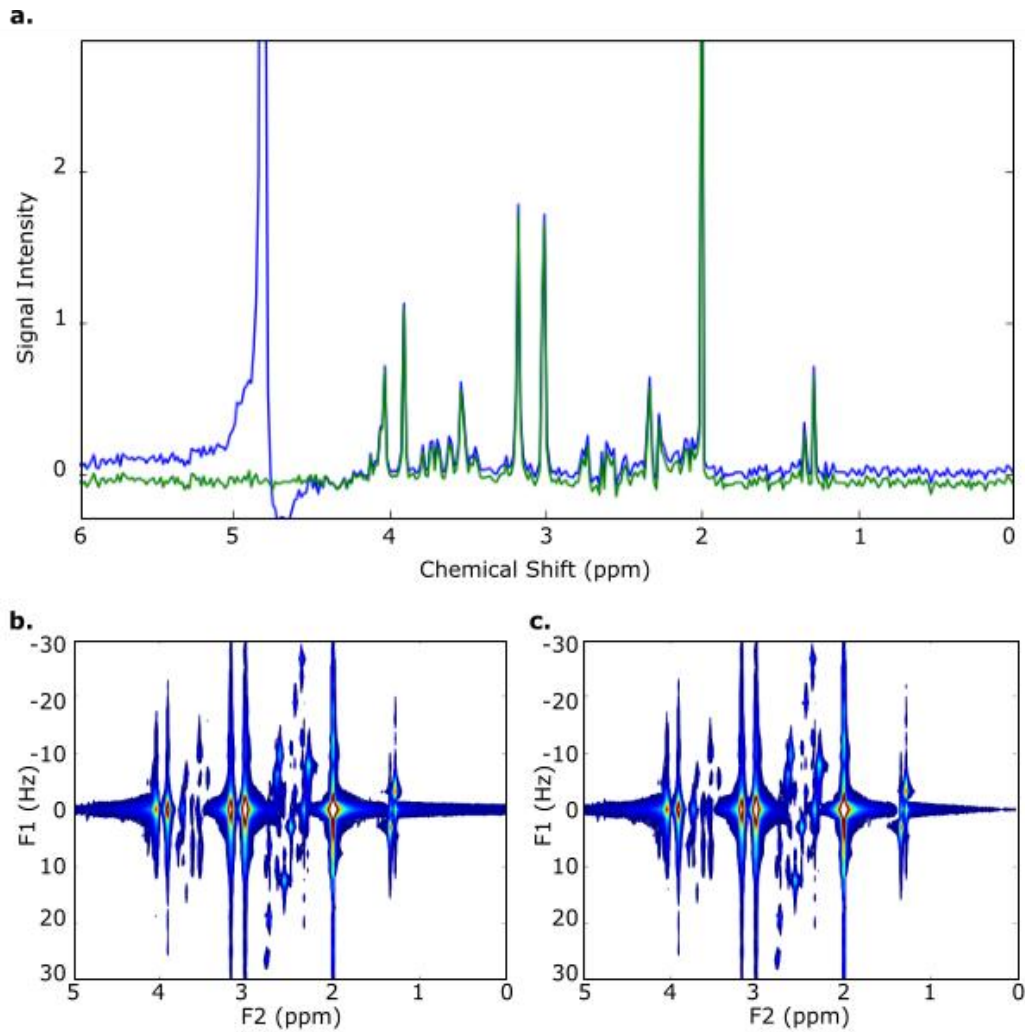 a.
2
1
0
Signal Intensity
6 5 4 3 2 1 0
Chemical Shift (ppm)
b.
-30
-20
-10
0
10
20
30
F1 (Hz)
5 4 3 2 1 0
F2 (ppm)
c.
-30
-20
-10
0
10
20
30
F1 (Hz)
5 4 3 2 1 0
F2 (ppm)